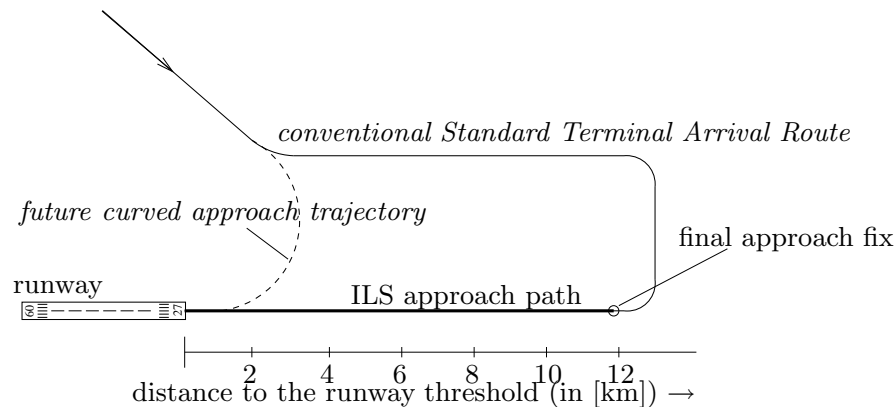 conventional Standard Terminal Arrival Route
future curved approach trajectory
final approach fix
runway
ILS approach path
09
27
2 4 6 8 10 12
distance to the runway threshold (in [km]) →